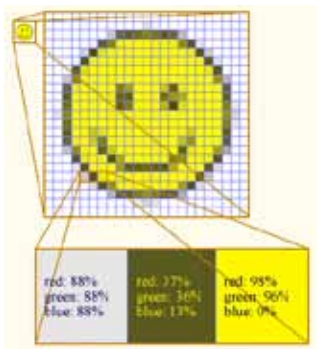 red: 88%
green: 88%
blue: 88%
red: 37%
green: 36%
blue: 13%
red: 98%
green: 96%
blue: 0%